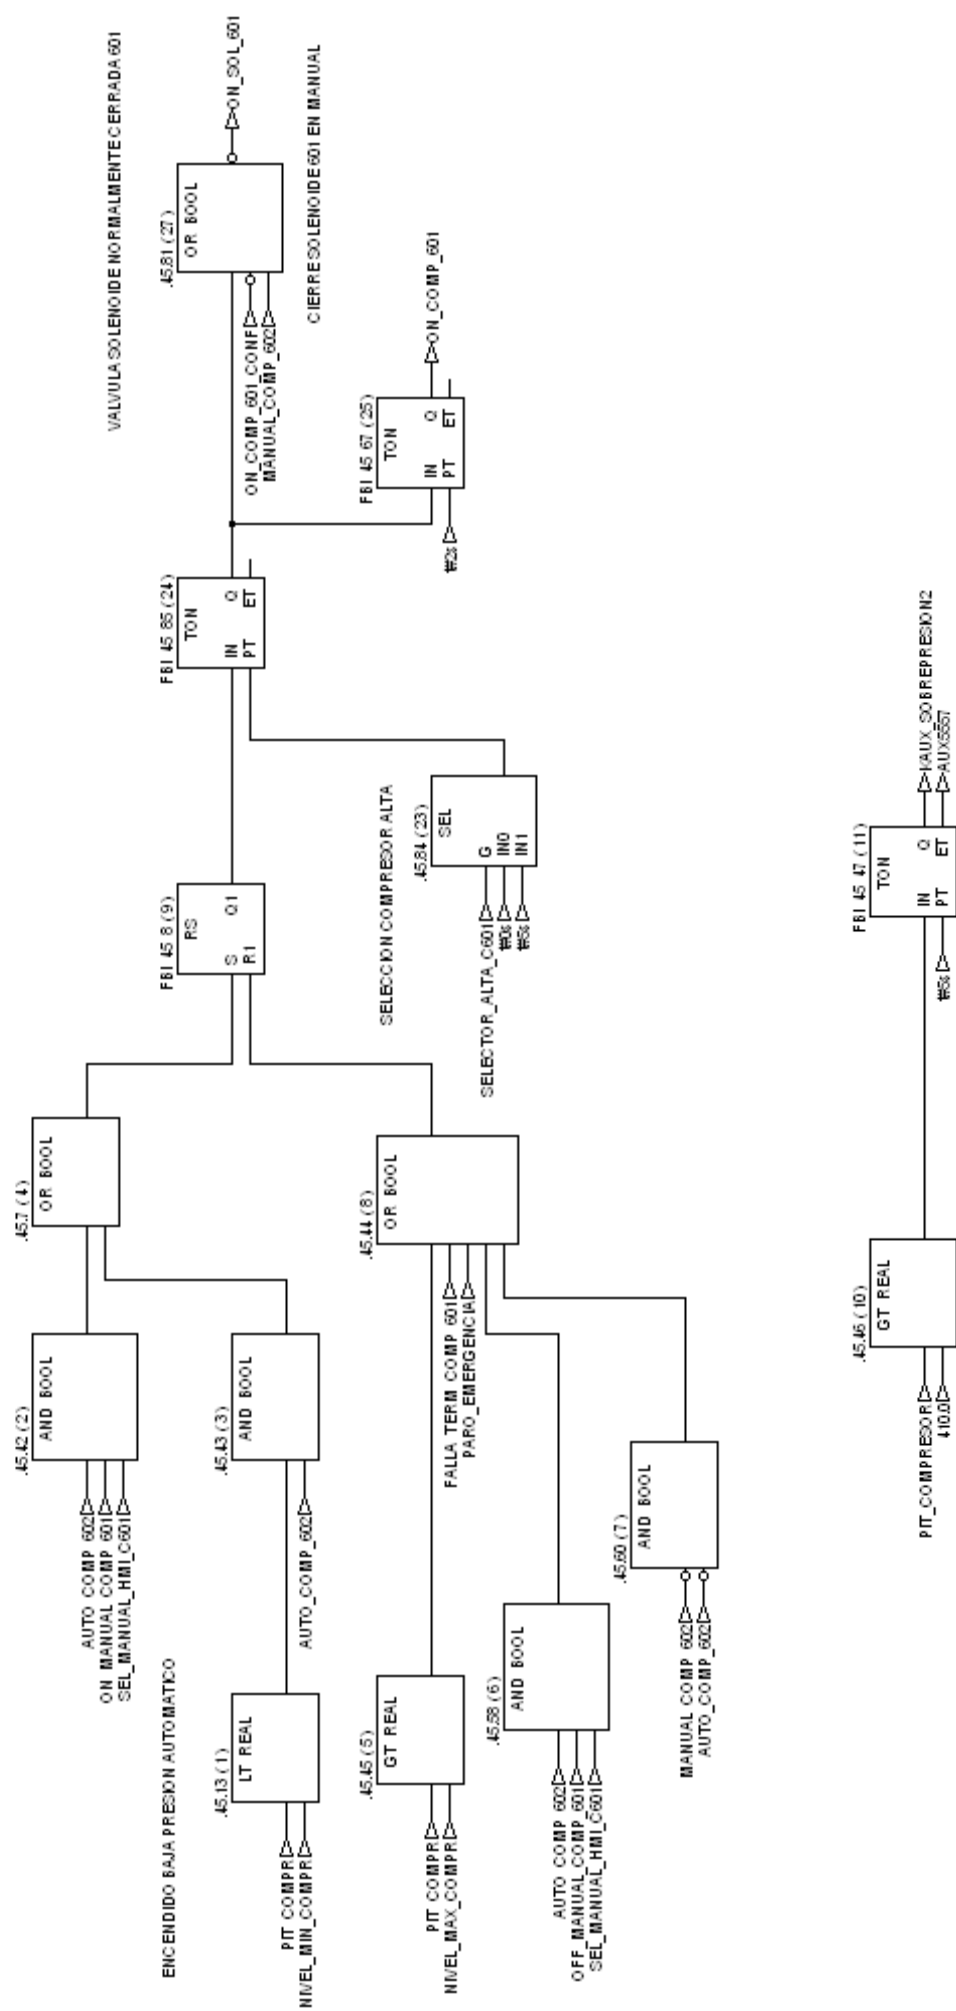 ENCENDIDO BAJA PRESION AUTOMATICO
VALVULA SOLENOIDE NORMALMENTE CERRADA 601
.45.42 (2)
AND BOOL
AUTO COMP 602
ON MANUAL COMP 601
SEL_MANUAL_HMI_C601
.45.7 (4)
OR BOOL
.45.13 (1)
LT REAL
PIT COMPR
NIVEL_MIN_COMPR
.45.43 (3)
AND BOOL
AUTO_COMP_602
FBI 45 8 (9)
RS
S Q1
R1
FBI 45 85 (24)
TON
IN Q
PT ET
.45.81 (27)
OR BOOL
ON_SOL_601
ON_COMP_601_CONF
MANUAL_COMP_602
CIERRE SOLENOIDE 601 EN MANUAL
.45.45 (5)
GT REAL
PIT COMPR
NIVEL_MAX_COMPR
.45.44 (8)
OR BOOL
FALLA TERM COMP 601
PARO_EMERGENCIA
SELECCION COMPRESOR ALTA
.45.84 (23)
SEL
G
IN0
IN1
SELECTOR_ALTA_C601
t#0s
t#5s
FBI 45 67 (25)
TON
IN Q
PT ET
t#2s
ON_COMP_601
.45.58 (6)
AND BOOL
AUTO COMP 602
OFF_MANUAL_COMP_601
SEL_MANUAL_HMI_C601
.45.60 (7)
AND BOOL
MANUAL COMP 602
AUTO_COMP_602
.45.46 (10)
GT REAL
PIT_COMPRESOR
410.0
FBI 45 47 (11)
TON
IN Q
PT ET
t#5s
KAUX_SOBREPRESION2
AUX5557